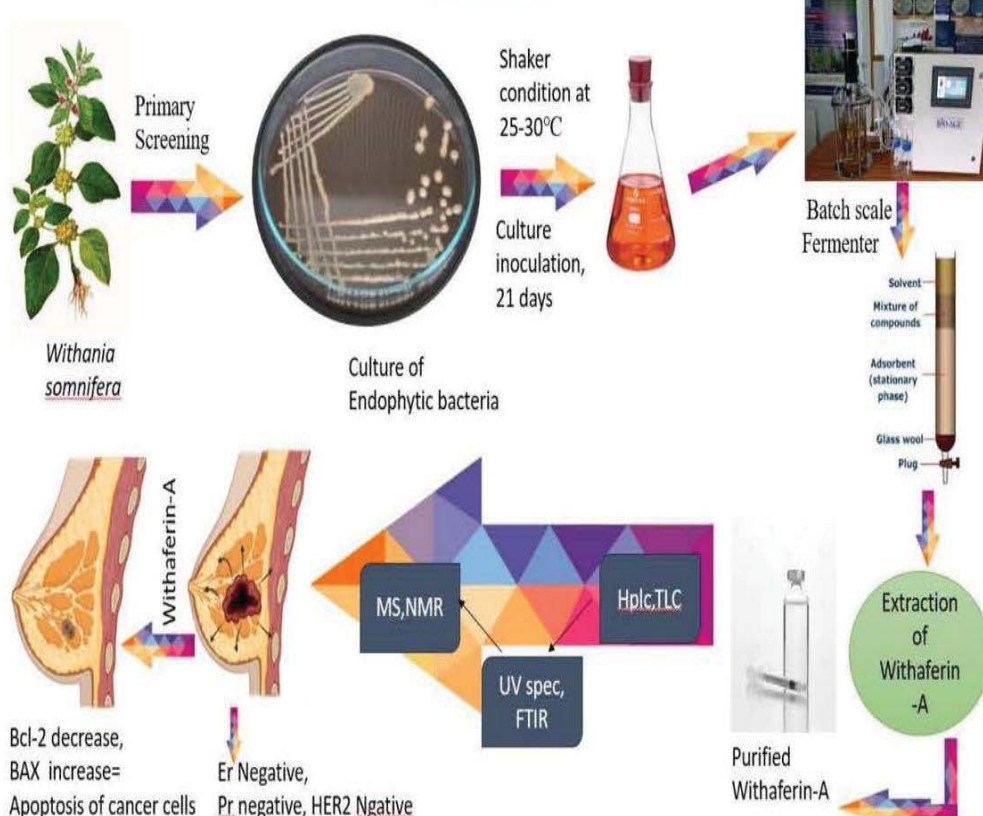 Primary
Screening
Shaker
condition at
25-30°C
Culture
inoculation,
21 days
BIO-AGE
Batch scale
Fermenter
Withania
somnifera
Culture of
Endophytic bacteria
Solvent
Mixture of
compounds
Adsorbent
(stationary
phase)
Glass wool
Plug
Extraction
of
Withaferin
-A
Purified
Withaferin-A
Hplc,TLC
UV spec,
FTIR
MS,NMR
Withaferin-A
Er Negative,
Pr negative, HER2 Ngative
Bcl-2 decrease,
BAX increase=
Apoptosis of cancer cells